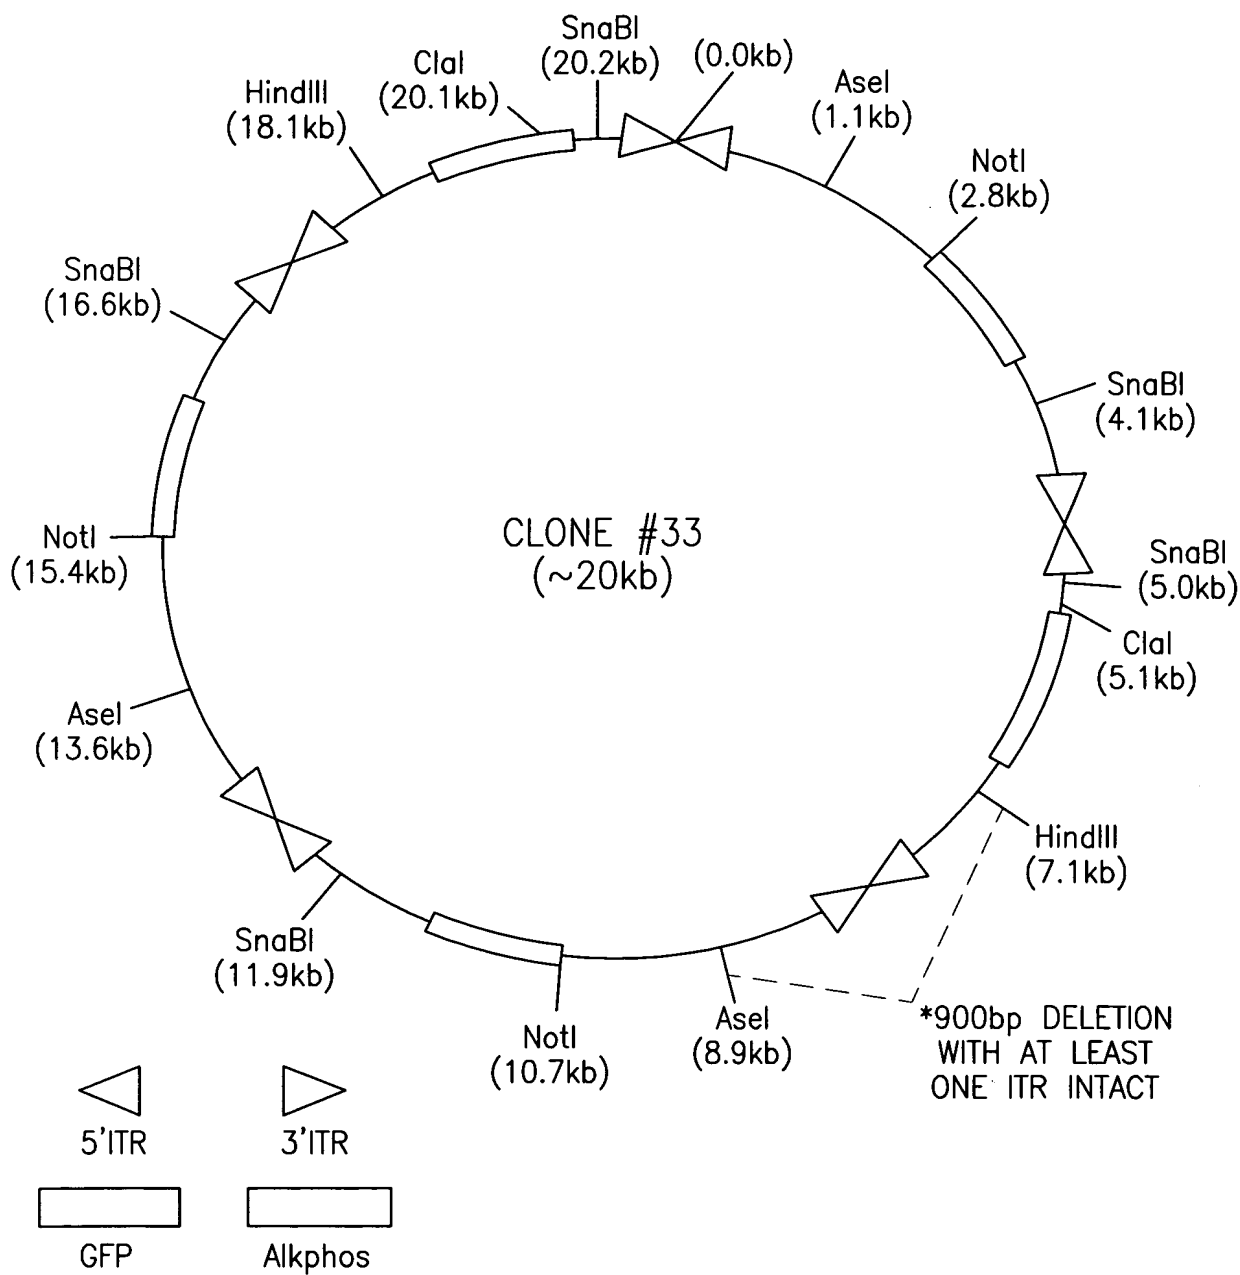 SnaBI
(20.2kb)
(0.0kb)
ClaI
(20.1kb)
AseI
(1.1kb)
HindIII
(18.1kb)
NotI
(2.8kb)
SnaBI
(16.6kb)
SnaBI
(4.1kb)
CLONE #33
(~20kb)
NotI
(15.4kb)
SnaBI
(5.0kb)
ClaI
(5.1kb)
AseI
(13.6kb)
HindIII
(7.1kb)
SnaBI
(11.9kb)
NotI
(10.7kb)
AseI
(8.9kb)
*900bp DELETION
WITH AT LEAST
ONE ITR INTACT
5'ITR
3'ITR
GFP
Alkphos